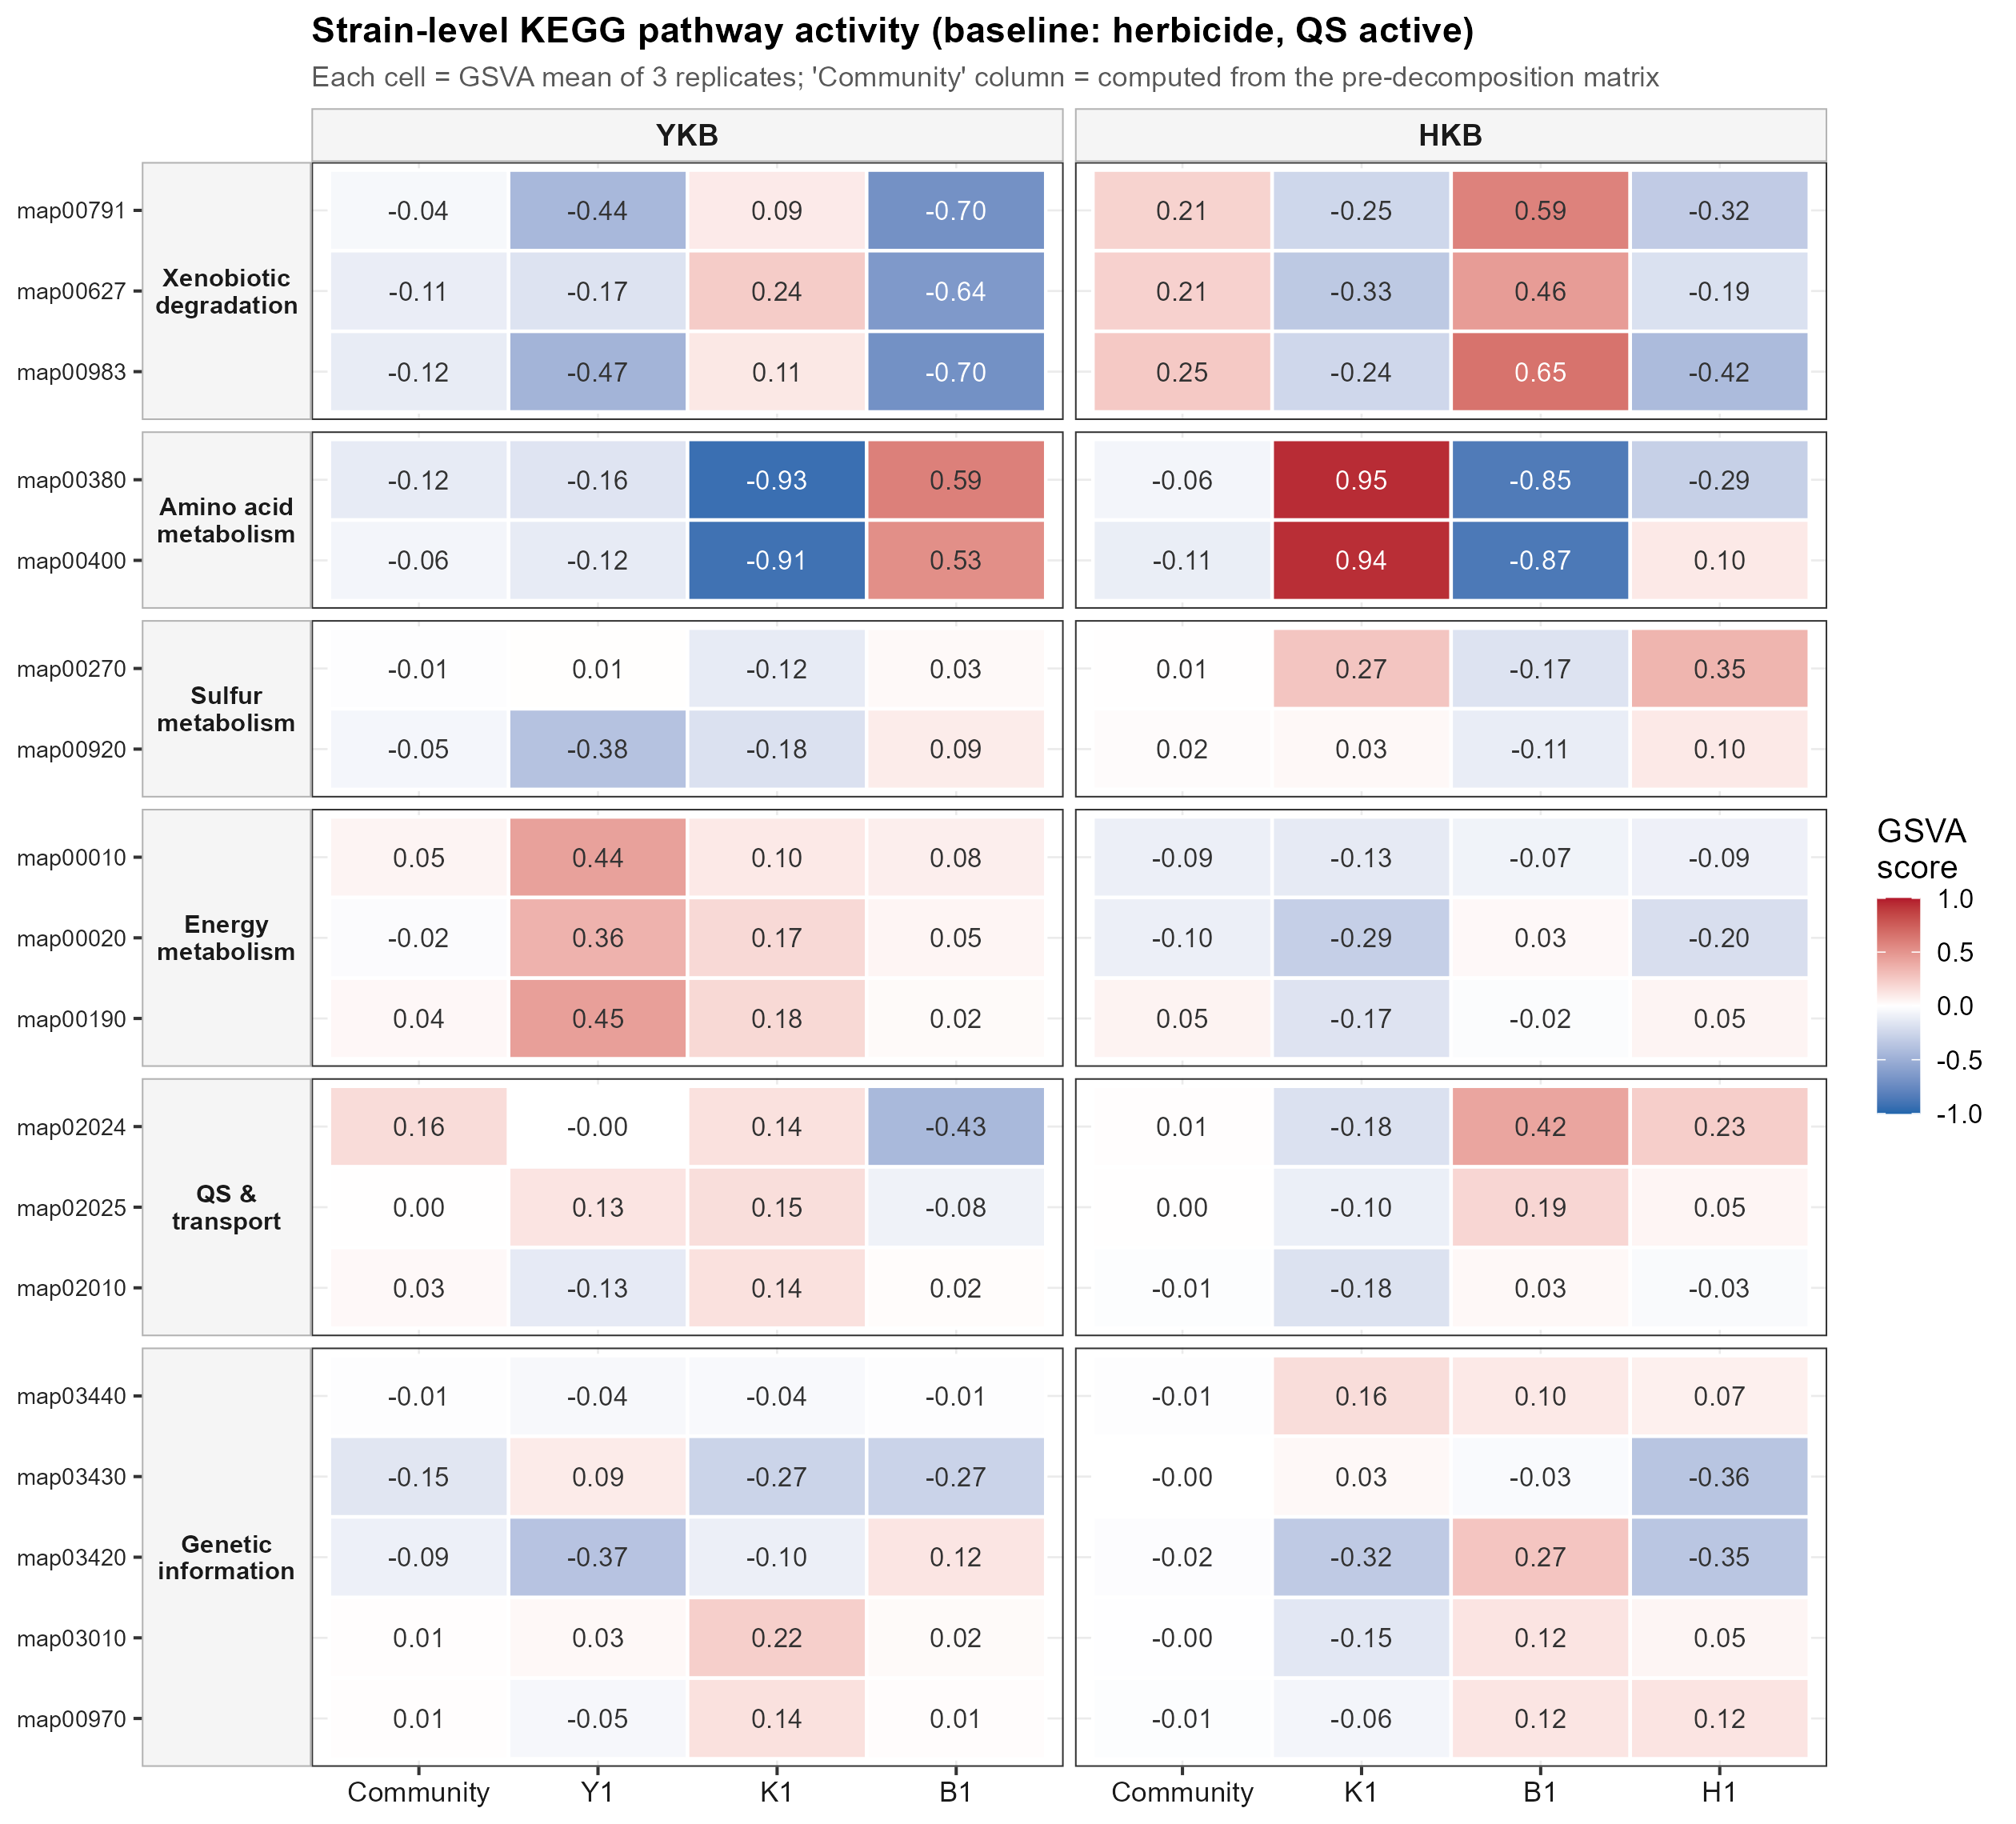 Strain-level KEGG pathway activity (baseline: herbicide, QS active)
Each cell = GSVA mean of 3 replicates; 'Community' column = computed from the pre-decomposition matrix
YKB HKB
Xenobiotic
degradation
map00791 -0.04 -0.44 0.09 -0.70 0.21 -0.25 0.59 -0.32
map00627 -0.11 -0.17 0.24 -0.64 0.21 -0.33 0.46 -0.19
map00983 -0.12 -0.47 0.11 -0.70 0.25 -0.24 0.65 -0.42
Amino acid
metabolism
map00380 -0.12 -0.16 -0.93 0.59 -0.06 0.95 -0.85 -0.29
map00400 -0.06 -0.12 -0.91 0.53 -0.11 0.94 -0.87 0.10
Sulfur
metabolism
map00270 -0.01 0.01 -0.12 0.03 0.01 0.27 -0.17 0.35
map00920 -0.05 -0.38 -0.18 0.09 0.02 0.03 -0.11 0.10
Energy
metabolism
map00010 0.05 0.44 0.10 0.08 -0.09 -0.13 -0.07 -0.09
map00020 -0.02 0.36 0.17 0.05 -0.10 -0.29 0.03 -0.20
map00190 0.04 0.45 0.18 0.02 0.05 -0.17 -0.02 0.05
QS &
transport
map02024 0.16 -0.00 0.14 -0.43 0.01 -0.18 0.42 0.23
map02025 0.00 0.13 0.15 -0.08 0.00 -0.10 0.19 0.05
map02010 0.03 -0.13 0.14 0.02 -0.01 -0.18 0.03 -0.03
Genetic
information
map03440 -0.01 -0.04 -0.04 -0.01 -0.01 0.16 0.10 0.07
map03430 -0.15 0.09 -0.27 -0.27 -0.00 0.03 -0.03 -0.36
map03420 -0.09 -0.37 -0.10 0.12 -0.02 -0.32 0.27 -0.35
map03010 0.01 0.03 0.22 0.02 -0.00 -0.15 0.12 0.05
map00970 0.01 -0.05 0.14 0.01 -0.01 -0.06 0.12 0.12
Community Y1 K1 B1 Community K1 B1 H1
GSVA
score
1.0
0.5
0.0
-0.5
-1.0